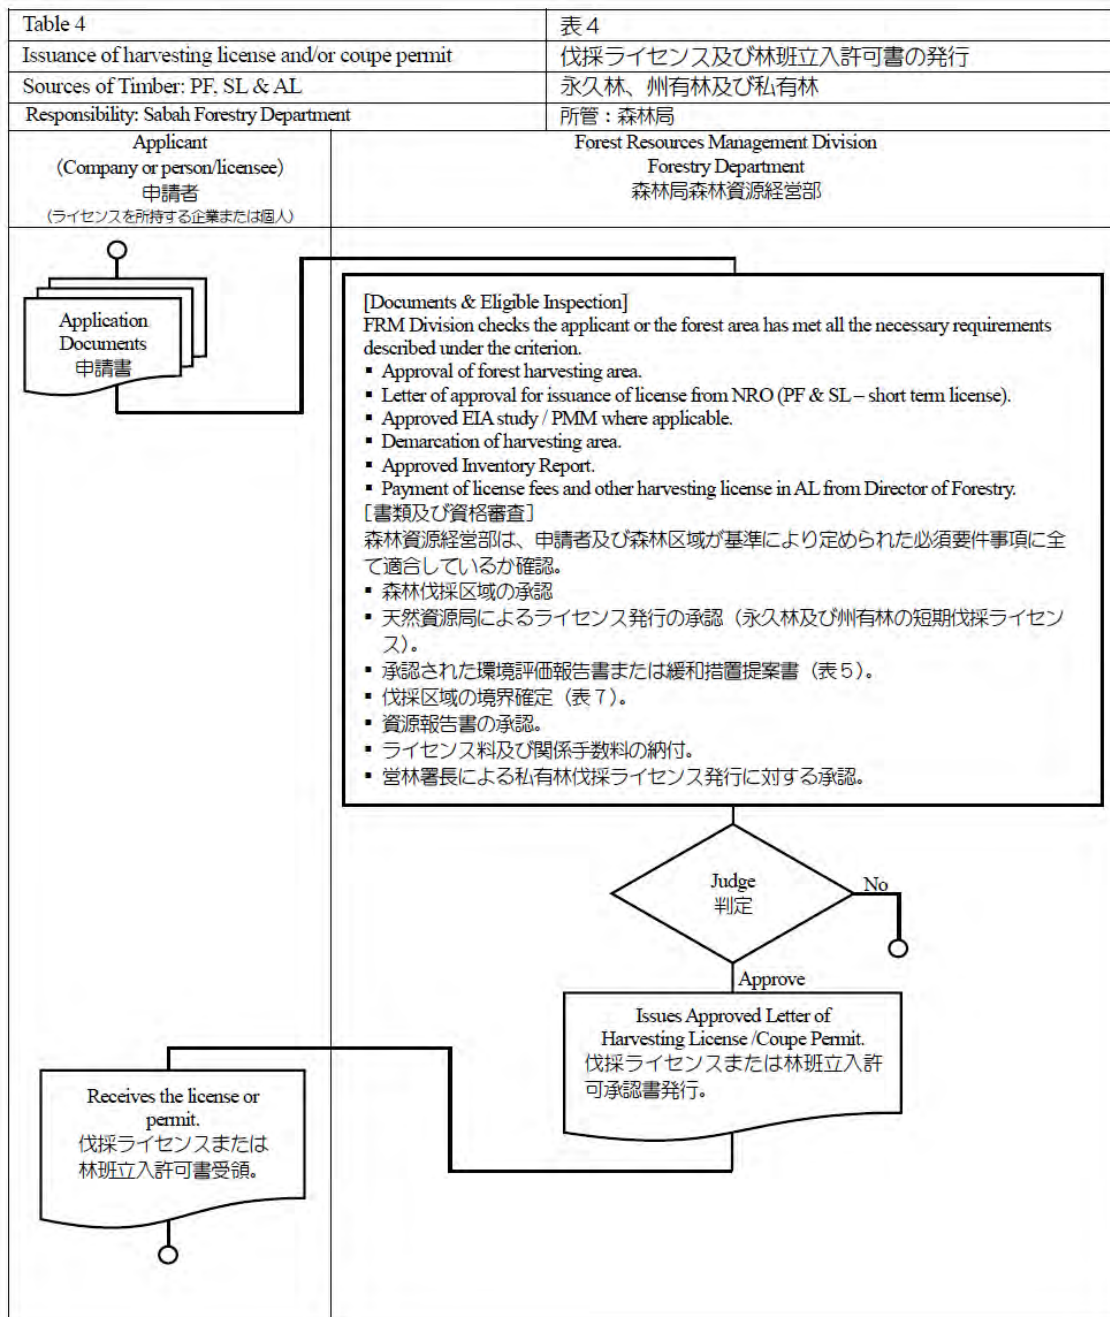 Table 4
表４
Issuance of harvesting license and/or coupe permit
伐採ライセンス及び林班立入許可書の発行
Sources of Timber: PF, SL & AL
永久林、州有林及び私有林
Responsibility: Sabah Forestry Department
所管：森林局
Applicant
（Company or person/licensee）
申請者
（ライセンスを所持する企業または個人）
Forest Resources Management Division
Forestry Department
森林局森林資源経営部
Application
Documents
申請書
[Documents & Eligible Inspection]
FRM Division checks the applicant or the forest area has met all the necessary requirements
described under the criterion.
▪ Approval of forest harvesting area.
▪ Letter of approval for issuance of license from NRO (PF & SL – short term license).
▪ Approved EIA study / PMM where applicable.
▪ Demarcation of harvesting area.
▪ Approved Inventory Report.
▪ Payment of license fees and other harvesting license in AL from Director of Forestry.
［書類及び資格審査］
森林資源経営部は、申請者及び森林区域が基準により定められた必須要件事項に全
て適合しているか確認。
▪ 森林伐採区域の承認
▪ 天然資源局によるライセンス発行の承認（永久林及び州有林の短期伐採ライセン
ス）。
▪ 承認された環境評価報告書または緩和措置提案書（表５）。
▪ 伐採区域の境界確定（表７）。
▪ 資源報告書の承認。
▪ ライセンス料及び関係手数料の納付。
▪ 営林署長による私有林伐採ライセンス発行に対する承認。
Judge
判定
No
Approve
Issues Approved Letter of
Harvesting License /Coupe Permit.
伐採ライセンスまたは林班立入許
可承認書発行。
Receives the license or
permit.
伐採ライセンスまたは
林班立入許可書受領。